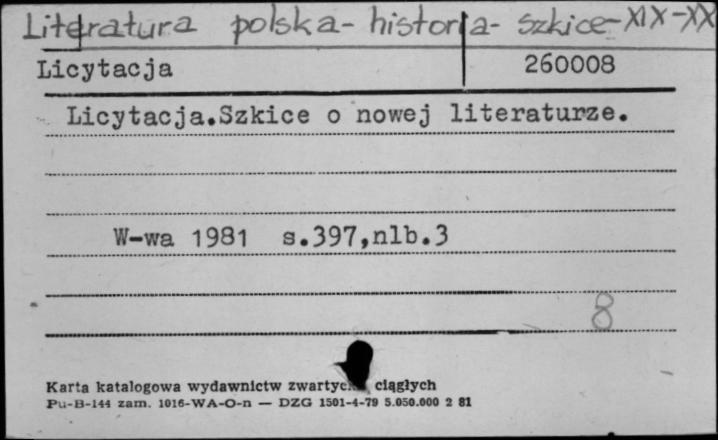 Literatura polska - historia - szkice - XIX-XX
Licytacja 260008
Licytacja.Szkice o nowej literaturze.
W-wa 1981 s.397,nlb.3
8
Karta katalogowa wydawnictw ciągłych
Pu-B-144 zam. 1016-WA-O-n — DZG 1501-4-79 5.050.000 2 81